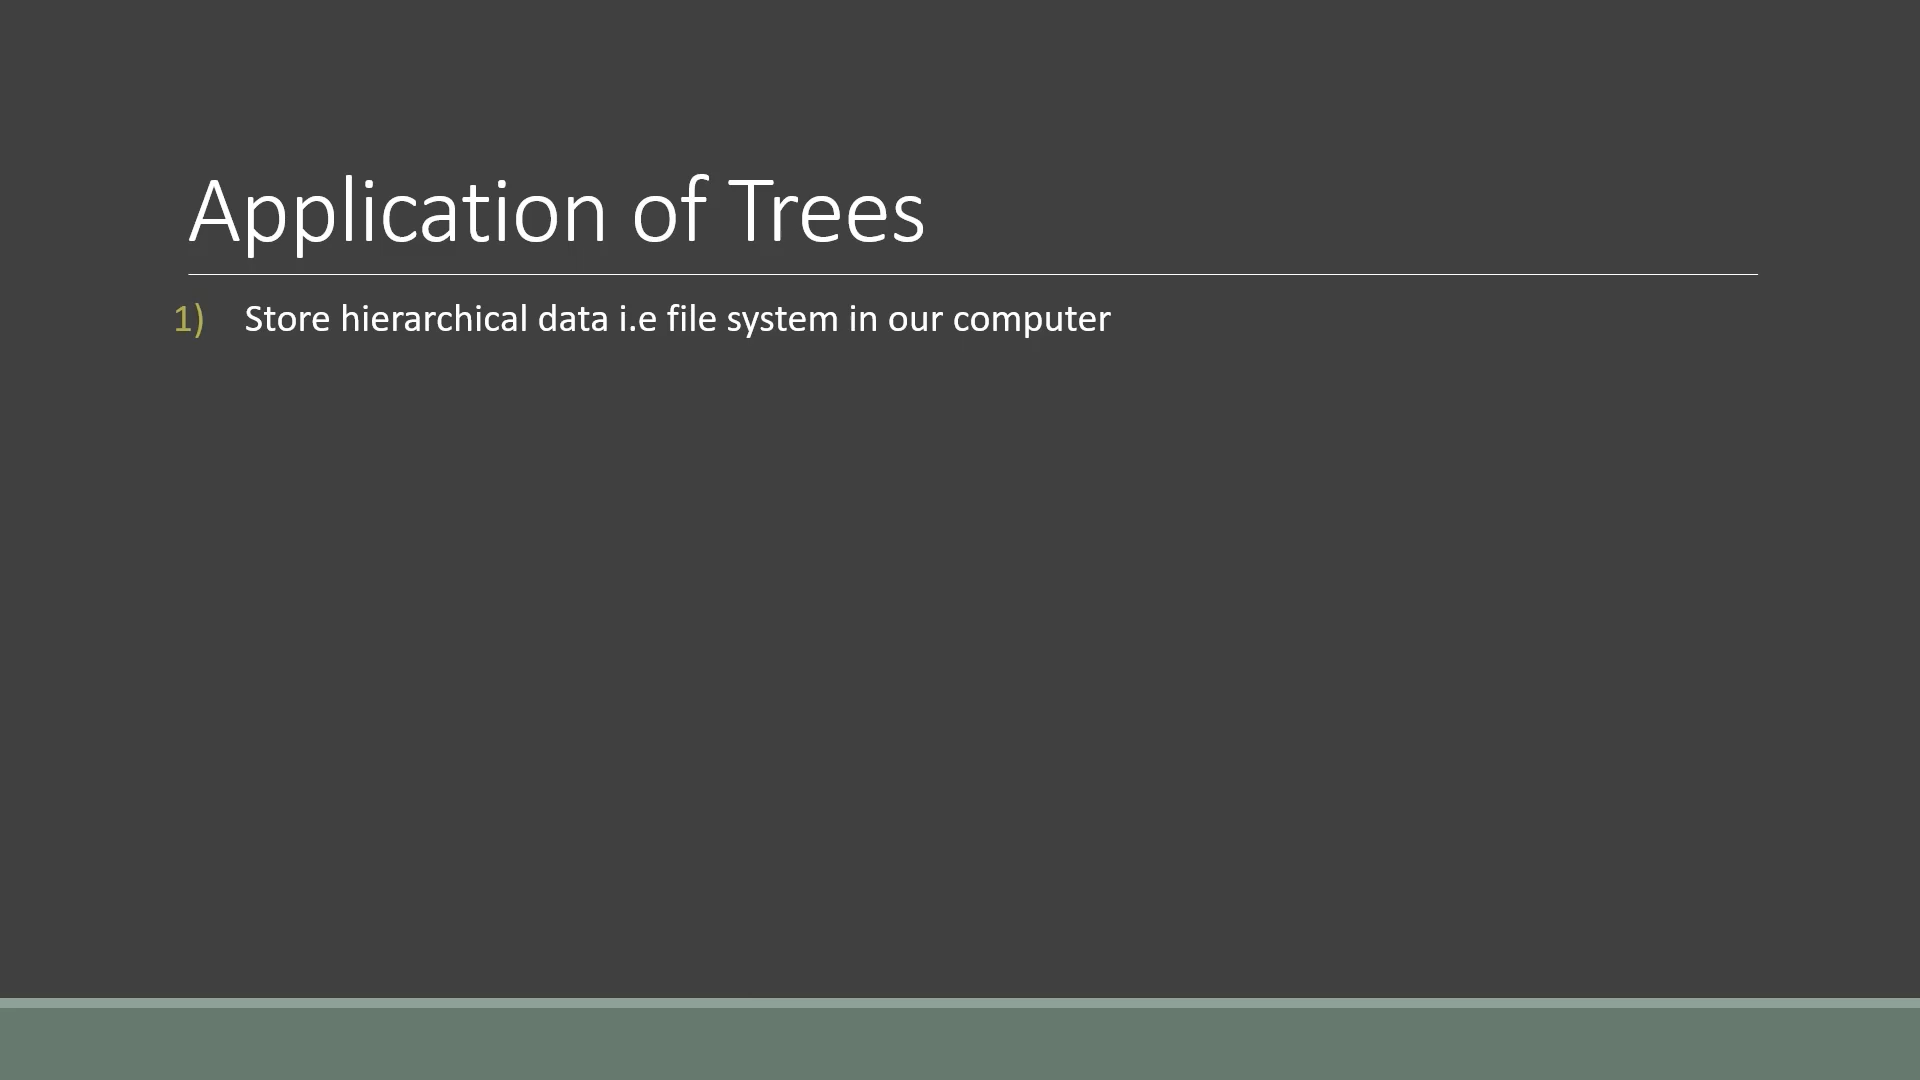 Application of Trees
1) Store hierarchical data i.e file system in our computer